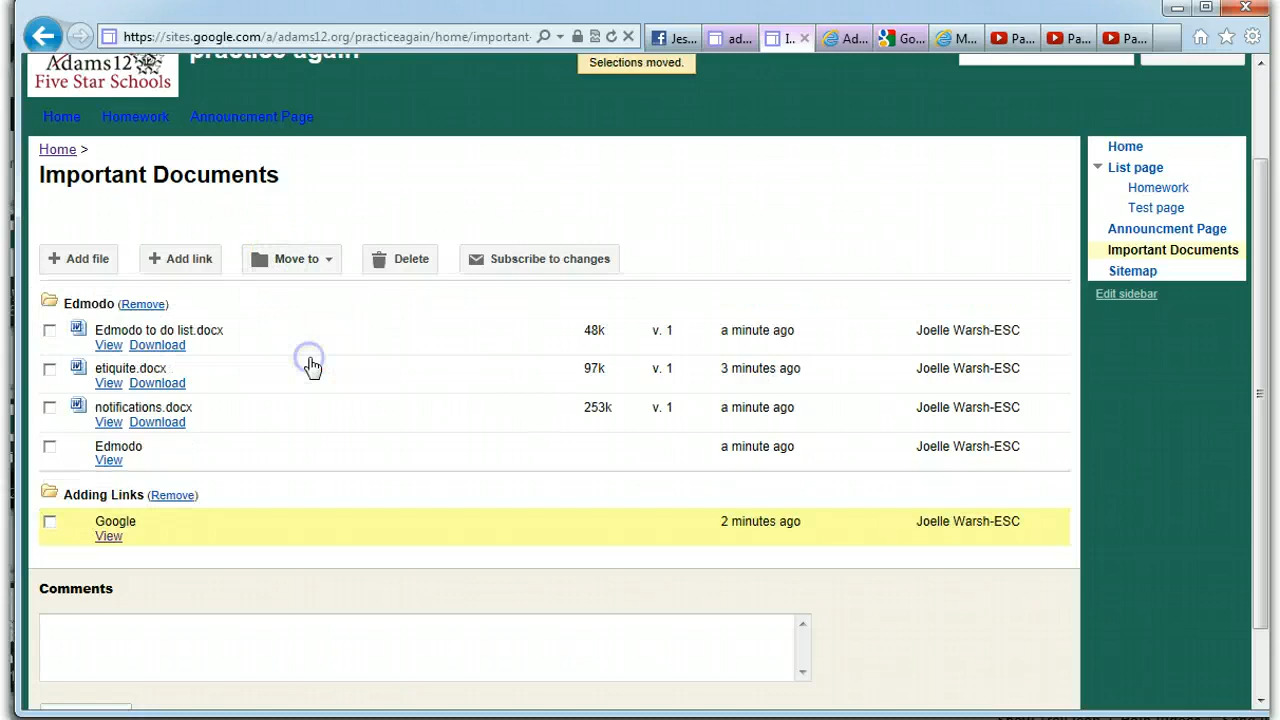 https://sites.google.com/a/adams12.org/practiceagain/home/important-
Jes...
ad...
I...
Ad...
Go...
M...
Pa...
Pa...
Pa...
Adams12
Five Star Schools
practice again
Selections moved.
Home Homework Announcment Page
Home >
Important Documents
Add file
Add link
Move to
Delete
Subscribe to changes
Edmodo (Remove)
Edmodo to do list.docx 48k v. 1 a minute ago Joelle Warsh-ESC
View Download
etiquite.docx 97k v. 1 3 minutes ago Joelle Warsh-ESC
View Download
notifications.docx 253k v. 1 a minute ago Joelle Warsh-ESC
View Download
Edmodo a minute ago Joelle Warsh-ESC
View
Adding Links (Remove)
Google 2 minutes ago Joelle Warsh-ESC
View
Comments
Home
List page
Homework
Test page
Announcment Page
Important Documents
Sitemap
Edit sidebar